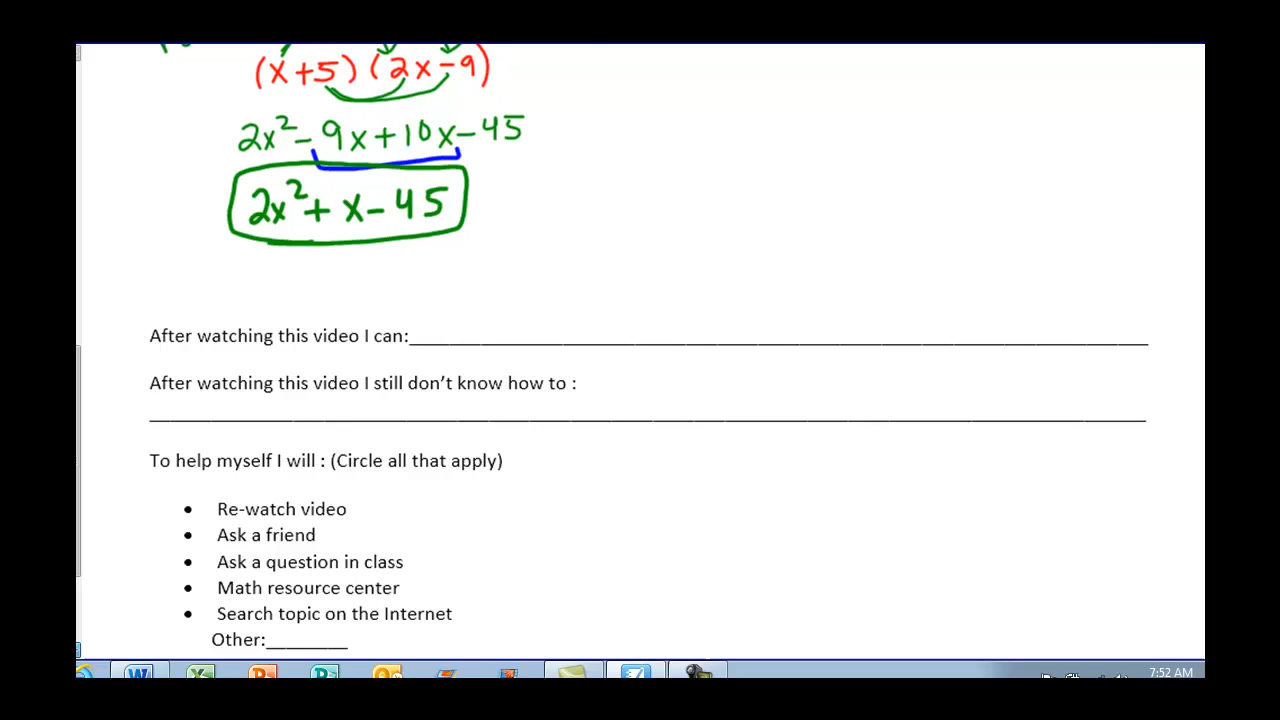 (x+5)(2x-9)
2x²-9x+10x-45
2x²+x-45
After watching this video I can:
After watching this video I still don’t know how to :
To help myself I will : (Circle all that apply)
• Re-watch video
• Ask a friend
• Ask a question in class
• Math resource center
• Search topic on the Internet
Other:
7:52 AM